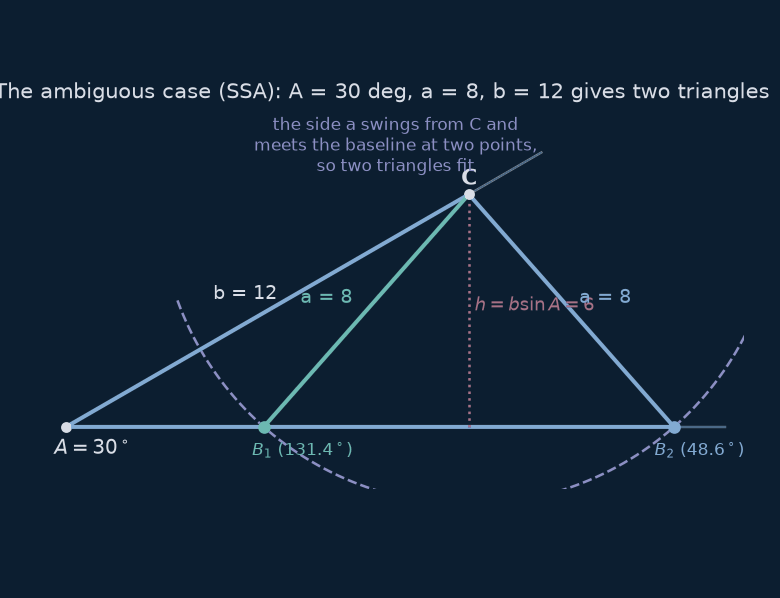 The ambiguous case (SSA): A = 30 deg, a = 8, b = 12 gives two triangles
the side a swings from C and
meets the baseline at two points,
so two triangles fit
C
b = 12
a = 8
h = b sin A = 6
a = 8
A = 30°
B₁ (131.4°)
B₂ (48.6°)